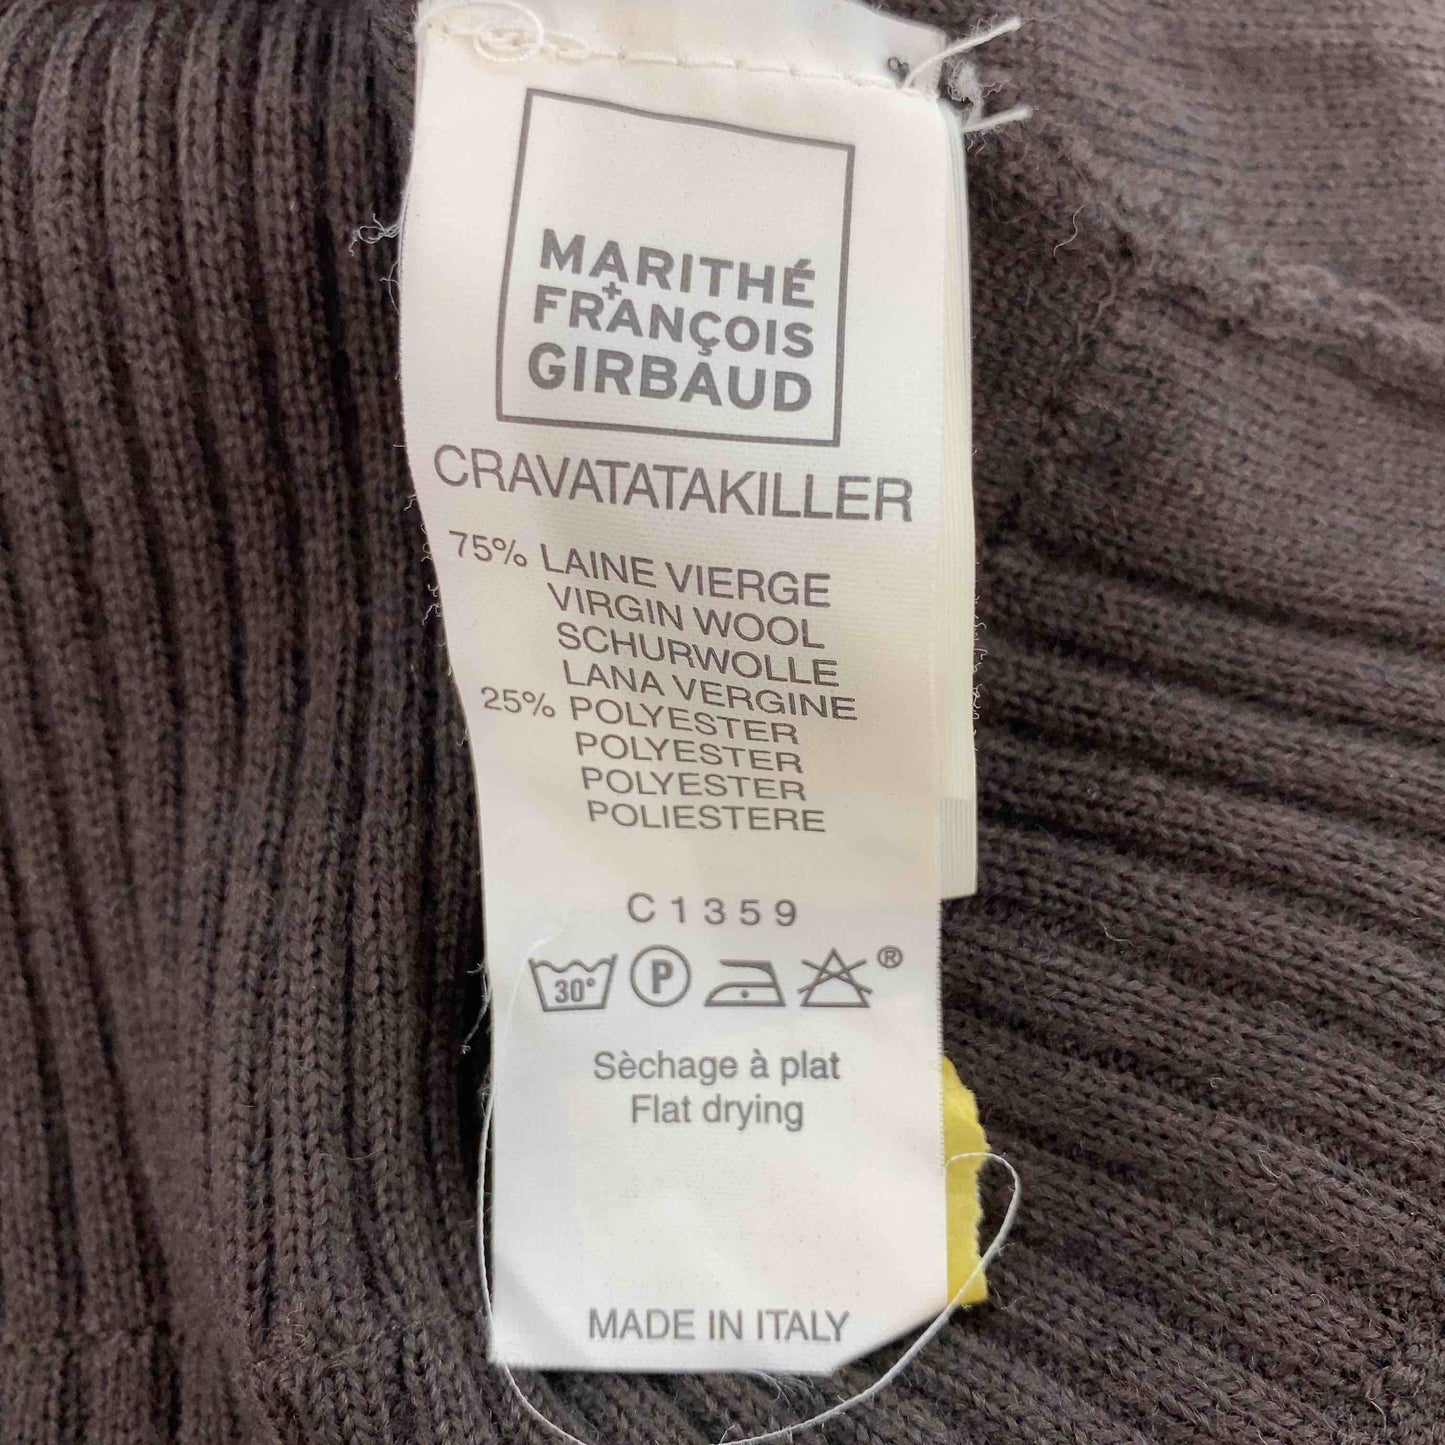 MARITHÉ
+
FRANÇOIS
GIRBAUD
CRAVATATAKILLER
75% LAINE VIERGE
VIRGIN WOOL
SCHURWOLLE
LANA VERGINE
25% POLYESTER
POLYESTER
POLYESTER
POLIESTERE
C1359
30° P ®
Sèchage à plat
Flat drying
MADE IN ITALY